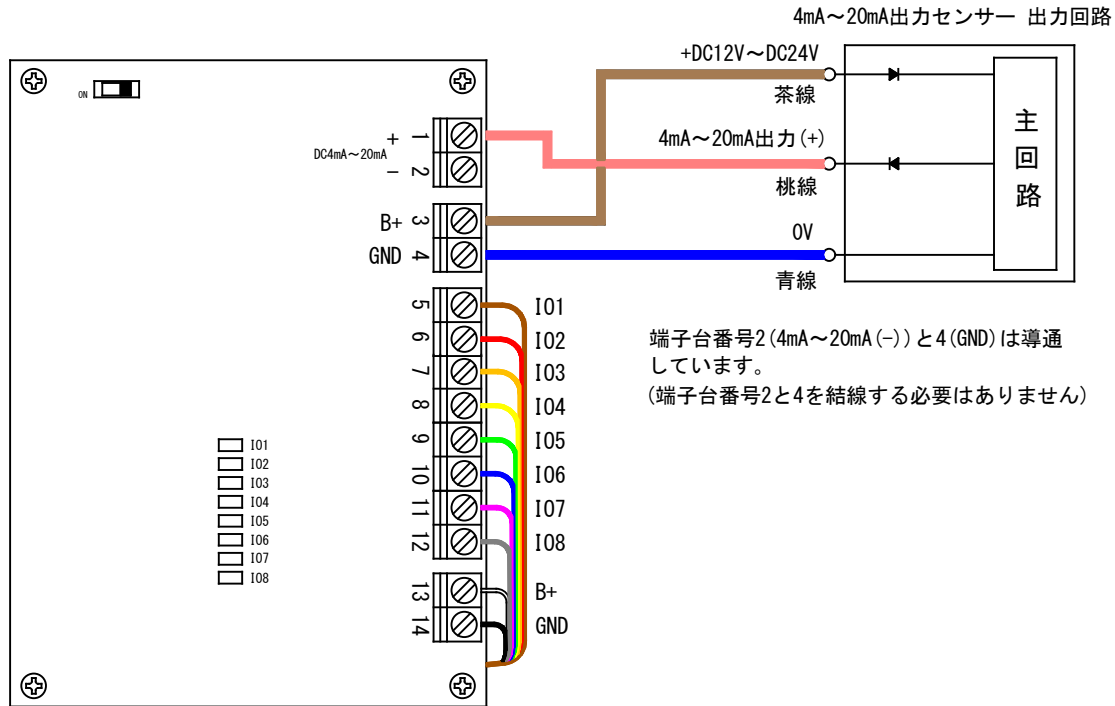 4mA～20mA出力センサー 出力回路
+DC12V～DC24V
茶線
4mA～20mA出力(+)
桃線
0V
青線
主回路
ON
DC4mA～20mA
+
−
B+
GND
1
2
3
4
5
6
7
8
9
10
11
12
13
14
IO1
IO2
IO3
IO4
IO5
IO6
IO7
IO8
B+
GND
端子台番号2(4mA～20mA(-))と4(GND)は導通
しています。
(端子台番号2と4を結線する必要はありません)
IO1
IO2
IO3
IO4
IO5
IO6
IO7
IO8